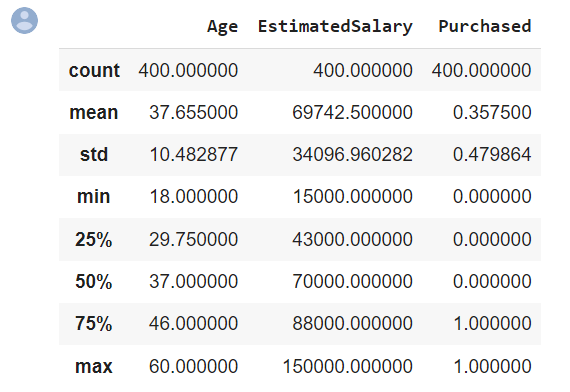 Age EstimatedSalary Purchased
count 400.000000 400.000000 400.000000
mean 37.655000 69742.500000 0.357500
std 10.482877 34096.960282 0.479864
min 18.000000 15000.000000 0.000000
25% 29.750000 43000.000000 0.000000
50% 37.000000 70000.000000 0.000000
75% 46.000000 88000.000000 1.000000
max 60.000000 150000.000000 1.000000